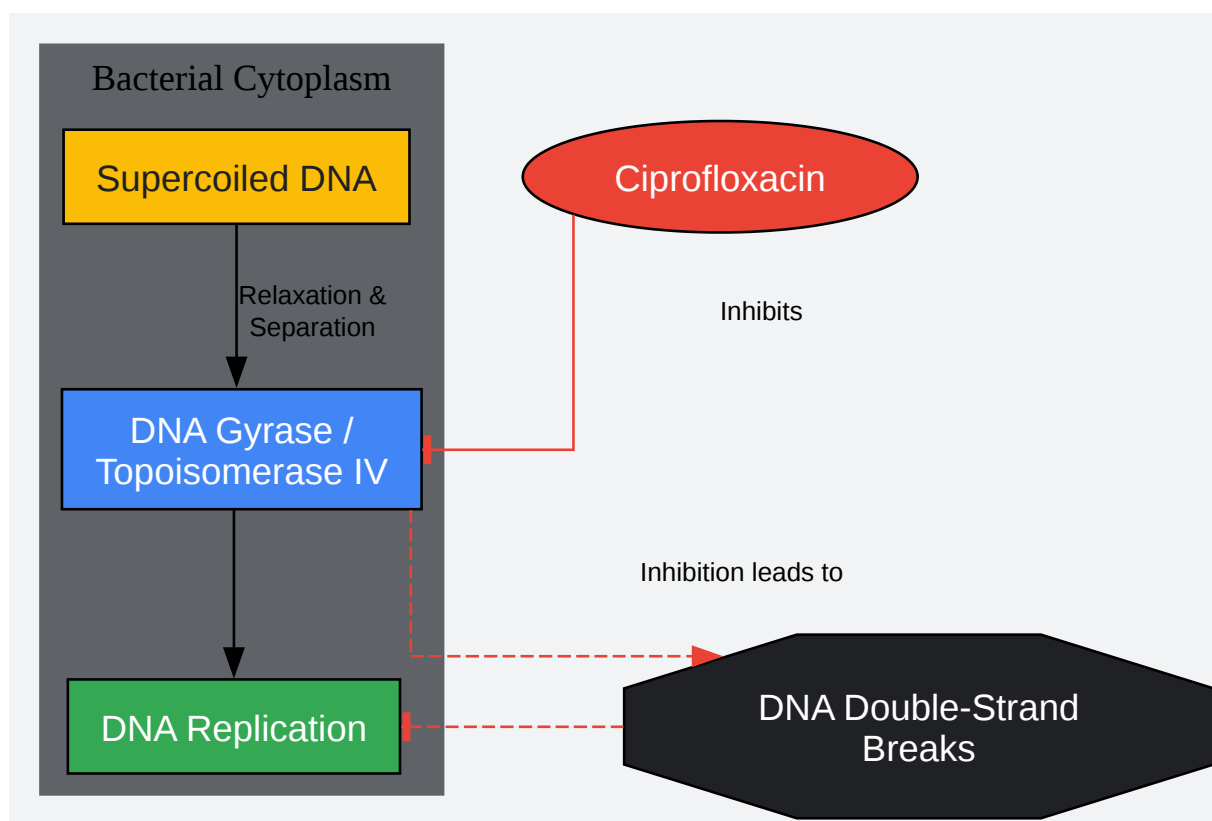 Bacterial Cytoplasm
Supercoiled DNA
Ciprofloxacin
Relaxation &
Separation
Inhibits
DNA Gyrase /
Topoisomerase IV
Inhibition leads to
DNA Replication
DNA Double-Strand
Breaks